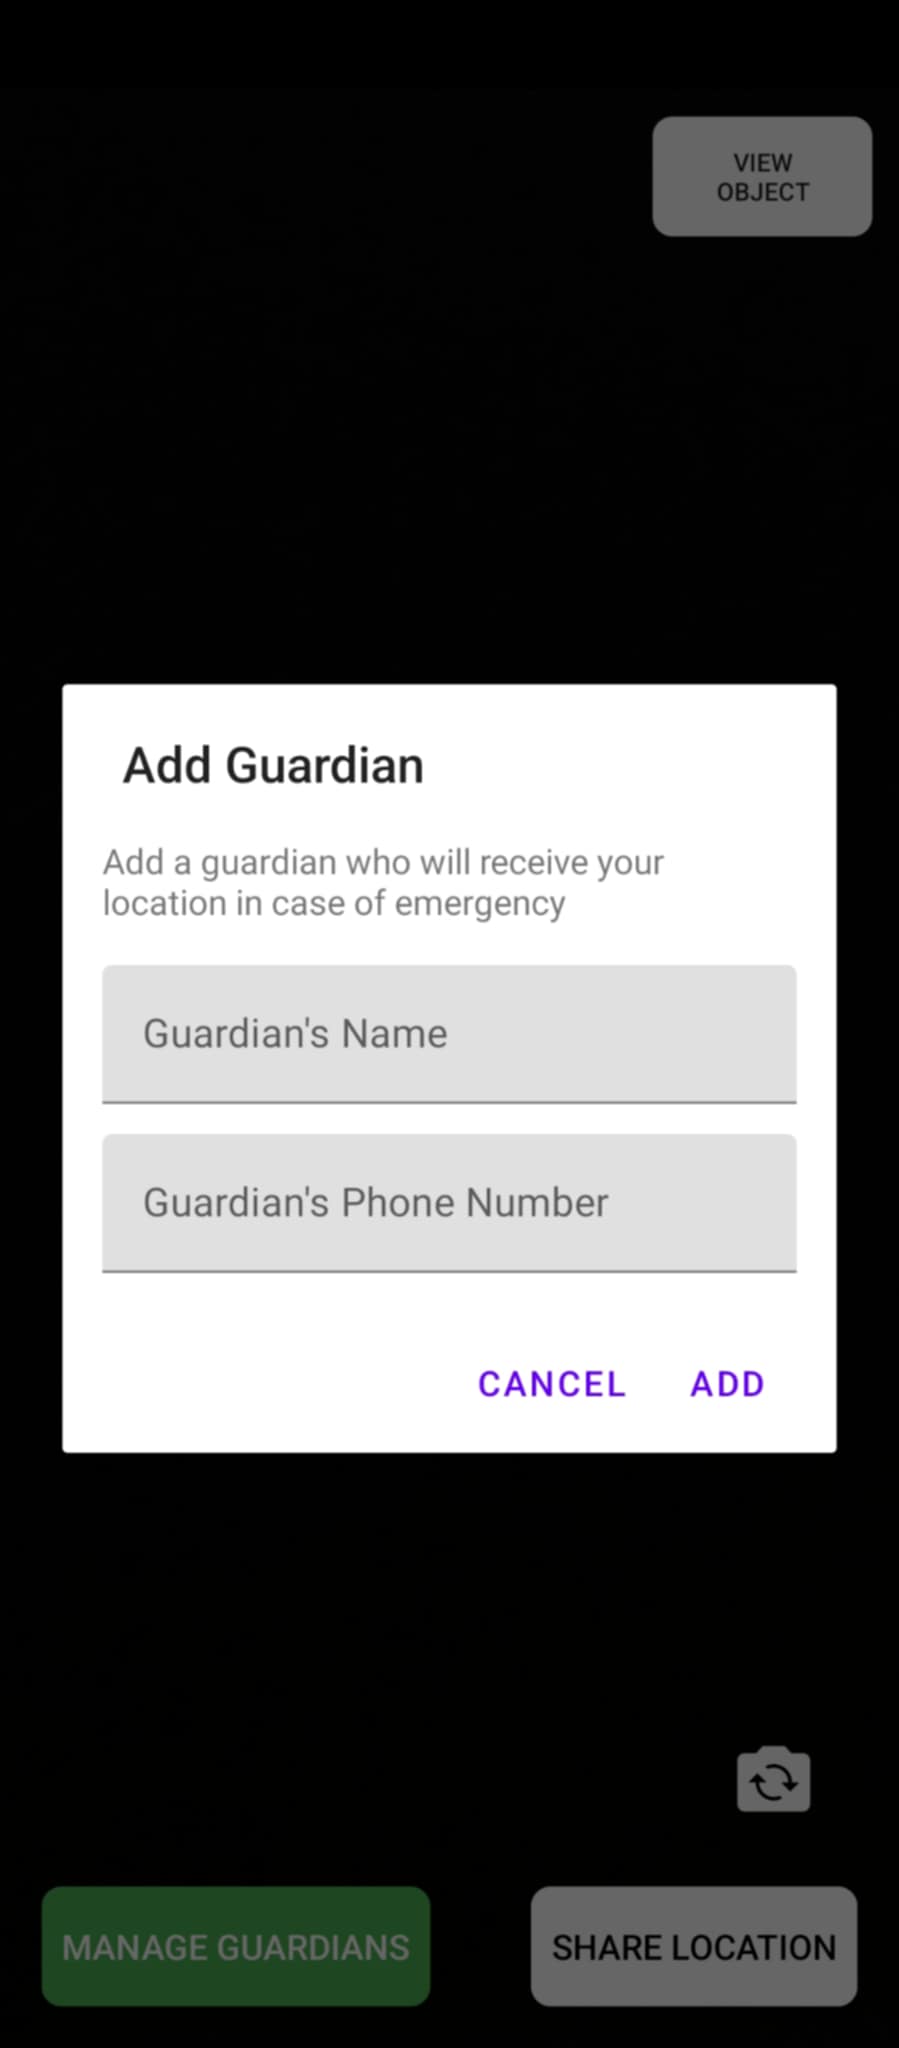 VIEW
OBJECT
Add Guardian
Add a guardian who will receive your
location in case of emergency
Guardian's Name
Guardian's Phone Number
CANCEL ADD
MANAGE GUARDIANS SHARE LOCATION